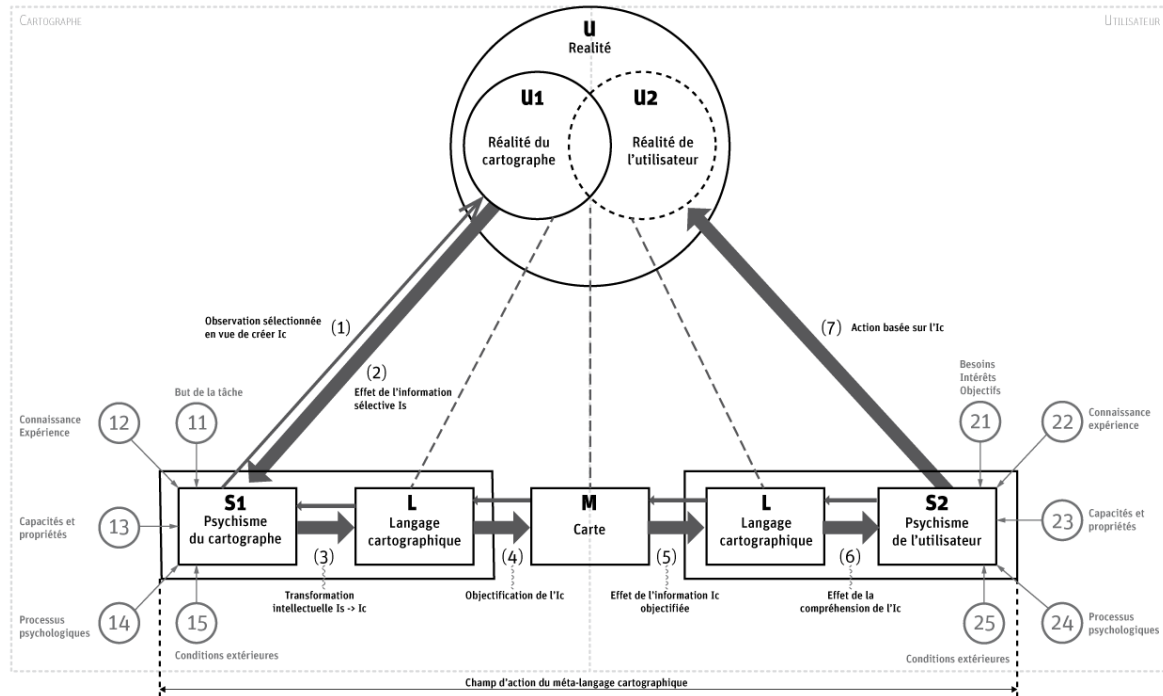 CARTOGRAPHE
UTILISATEUR
U
Realité
U1
U2
Réalité du
cartographe
Réalité de
l'utilisateur
Observation sélectionnée
en vue de créer Ic
(1)
(2)
Effet de l'information
sélective Is
(7)
Action basée sur l'Ic
But de la tâche
Connaissance
Expérience
12
11
Besoins
Intérêts
Objectifs
21
22
Connaissance
expérience
Capacités et
propriétés
13
S1
Psychisme
du cartographe
L
Langage
cartographique
M
Carte
L
Langage
cartographique
S2
Psychisme
de l'utilisateur
23
Capacités et
propriétés
(3)
(4)
(5)
(6)
Transformation
intellectuelle Is -> Ic
Objectification de l'Ic
Effet de l'information Ic
objectifiée
Effet de la
compréhension de l'Ic
Processus
psychologiques
14
15
Conditions extérieures
25
Conditions extérieures
24
Processus
psychologiques
Champ d'action du méta-langage cartographique